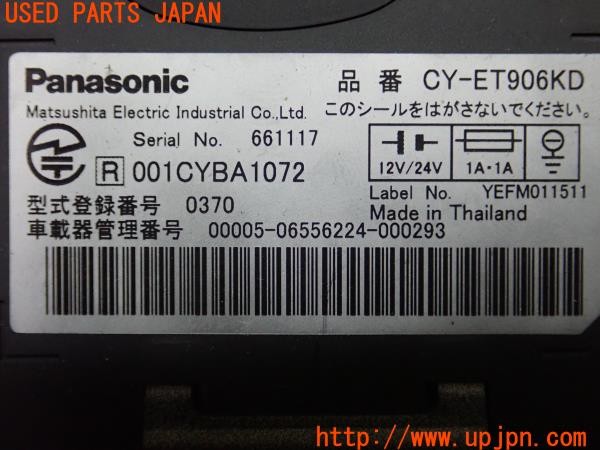 USED PARTS JAPAN
Panasonic 品番 CY-ET906KD
Matsushita Electric Industrial Co.,Ltd. このシールをはがさないでください。
Serial No. 661117
R 001CYBA1072
12V/24V 1A・1A
Label No. YEFM011511
型式登録番号 0370 Made in Thailand
車載器管理番号 00005-06556224-000293
UPJ http://www.upjpn.com